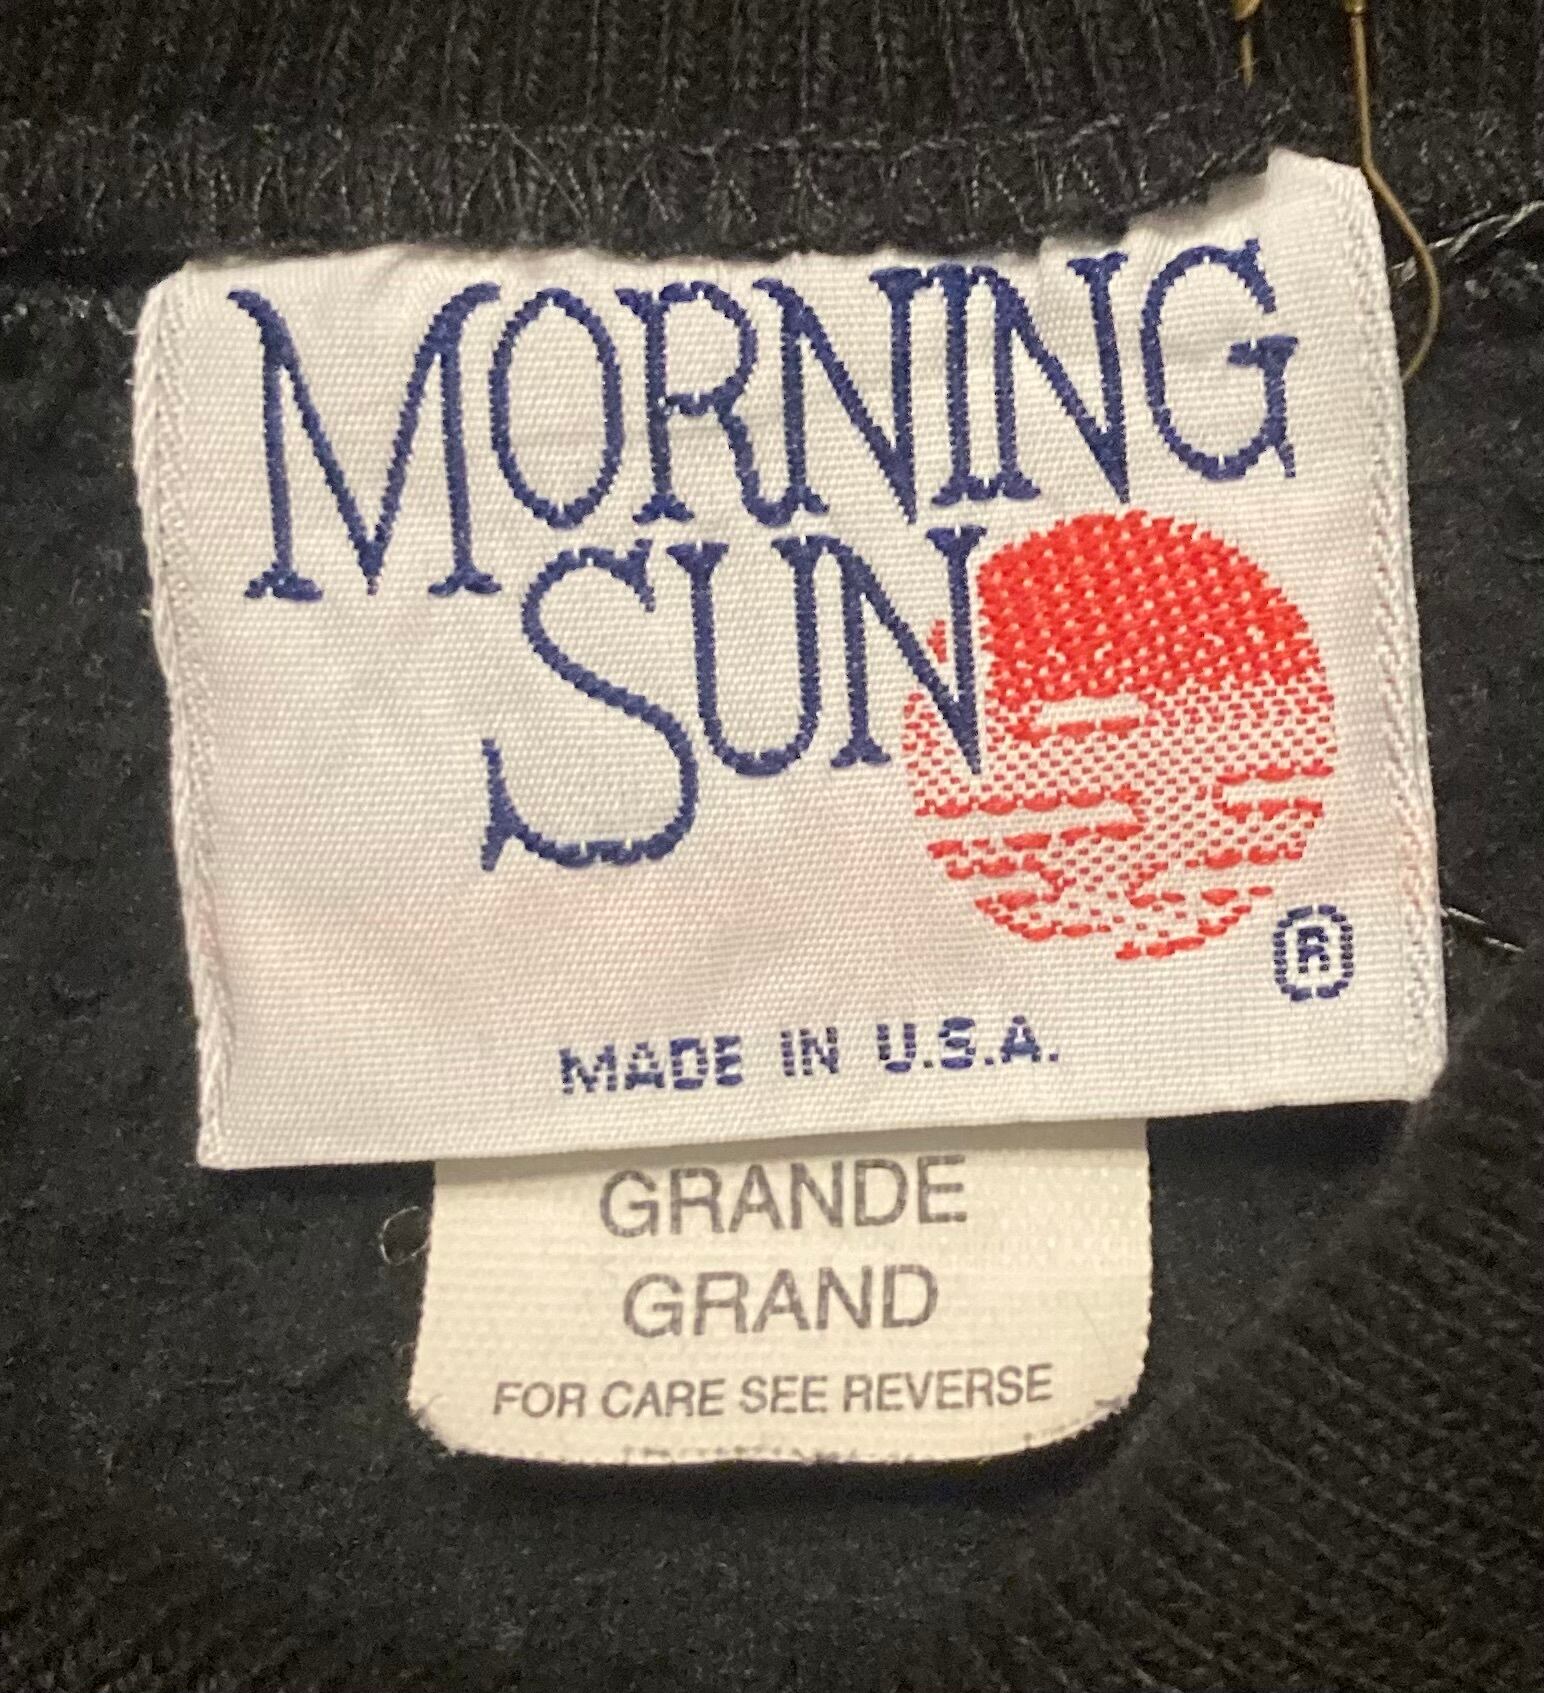 MORNING
SUN
®
MADE IN U.S.A.
GRANDE
GRAND
FOR CARE SEE REVERSE